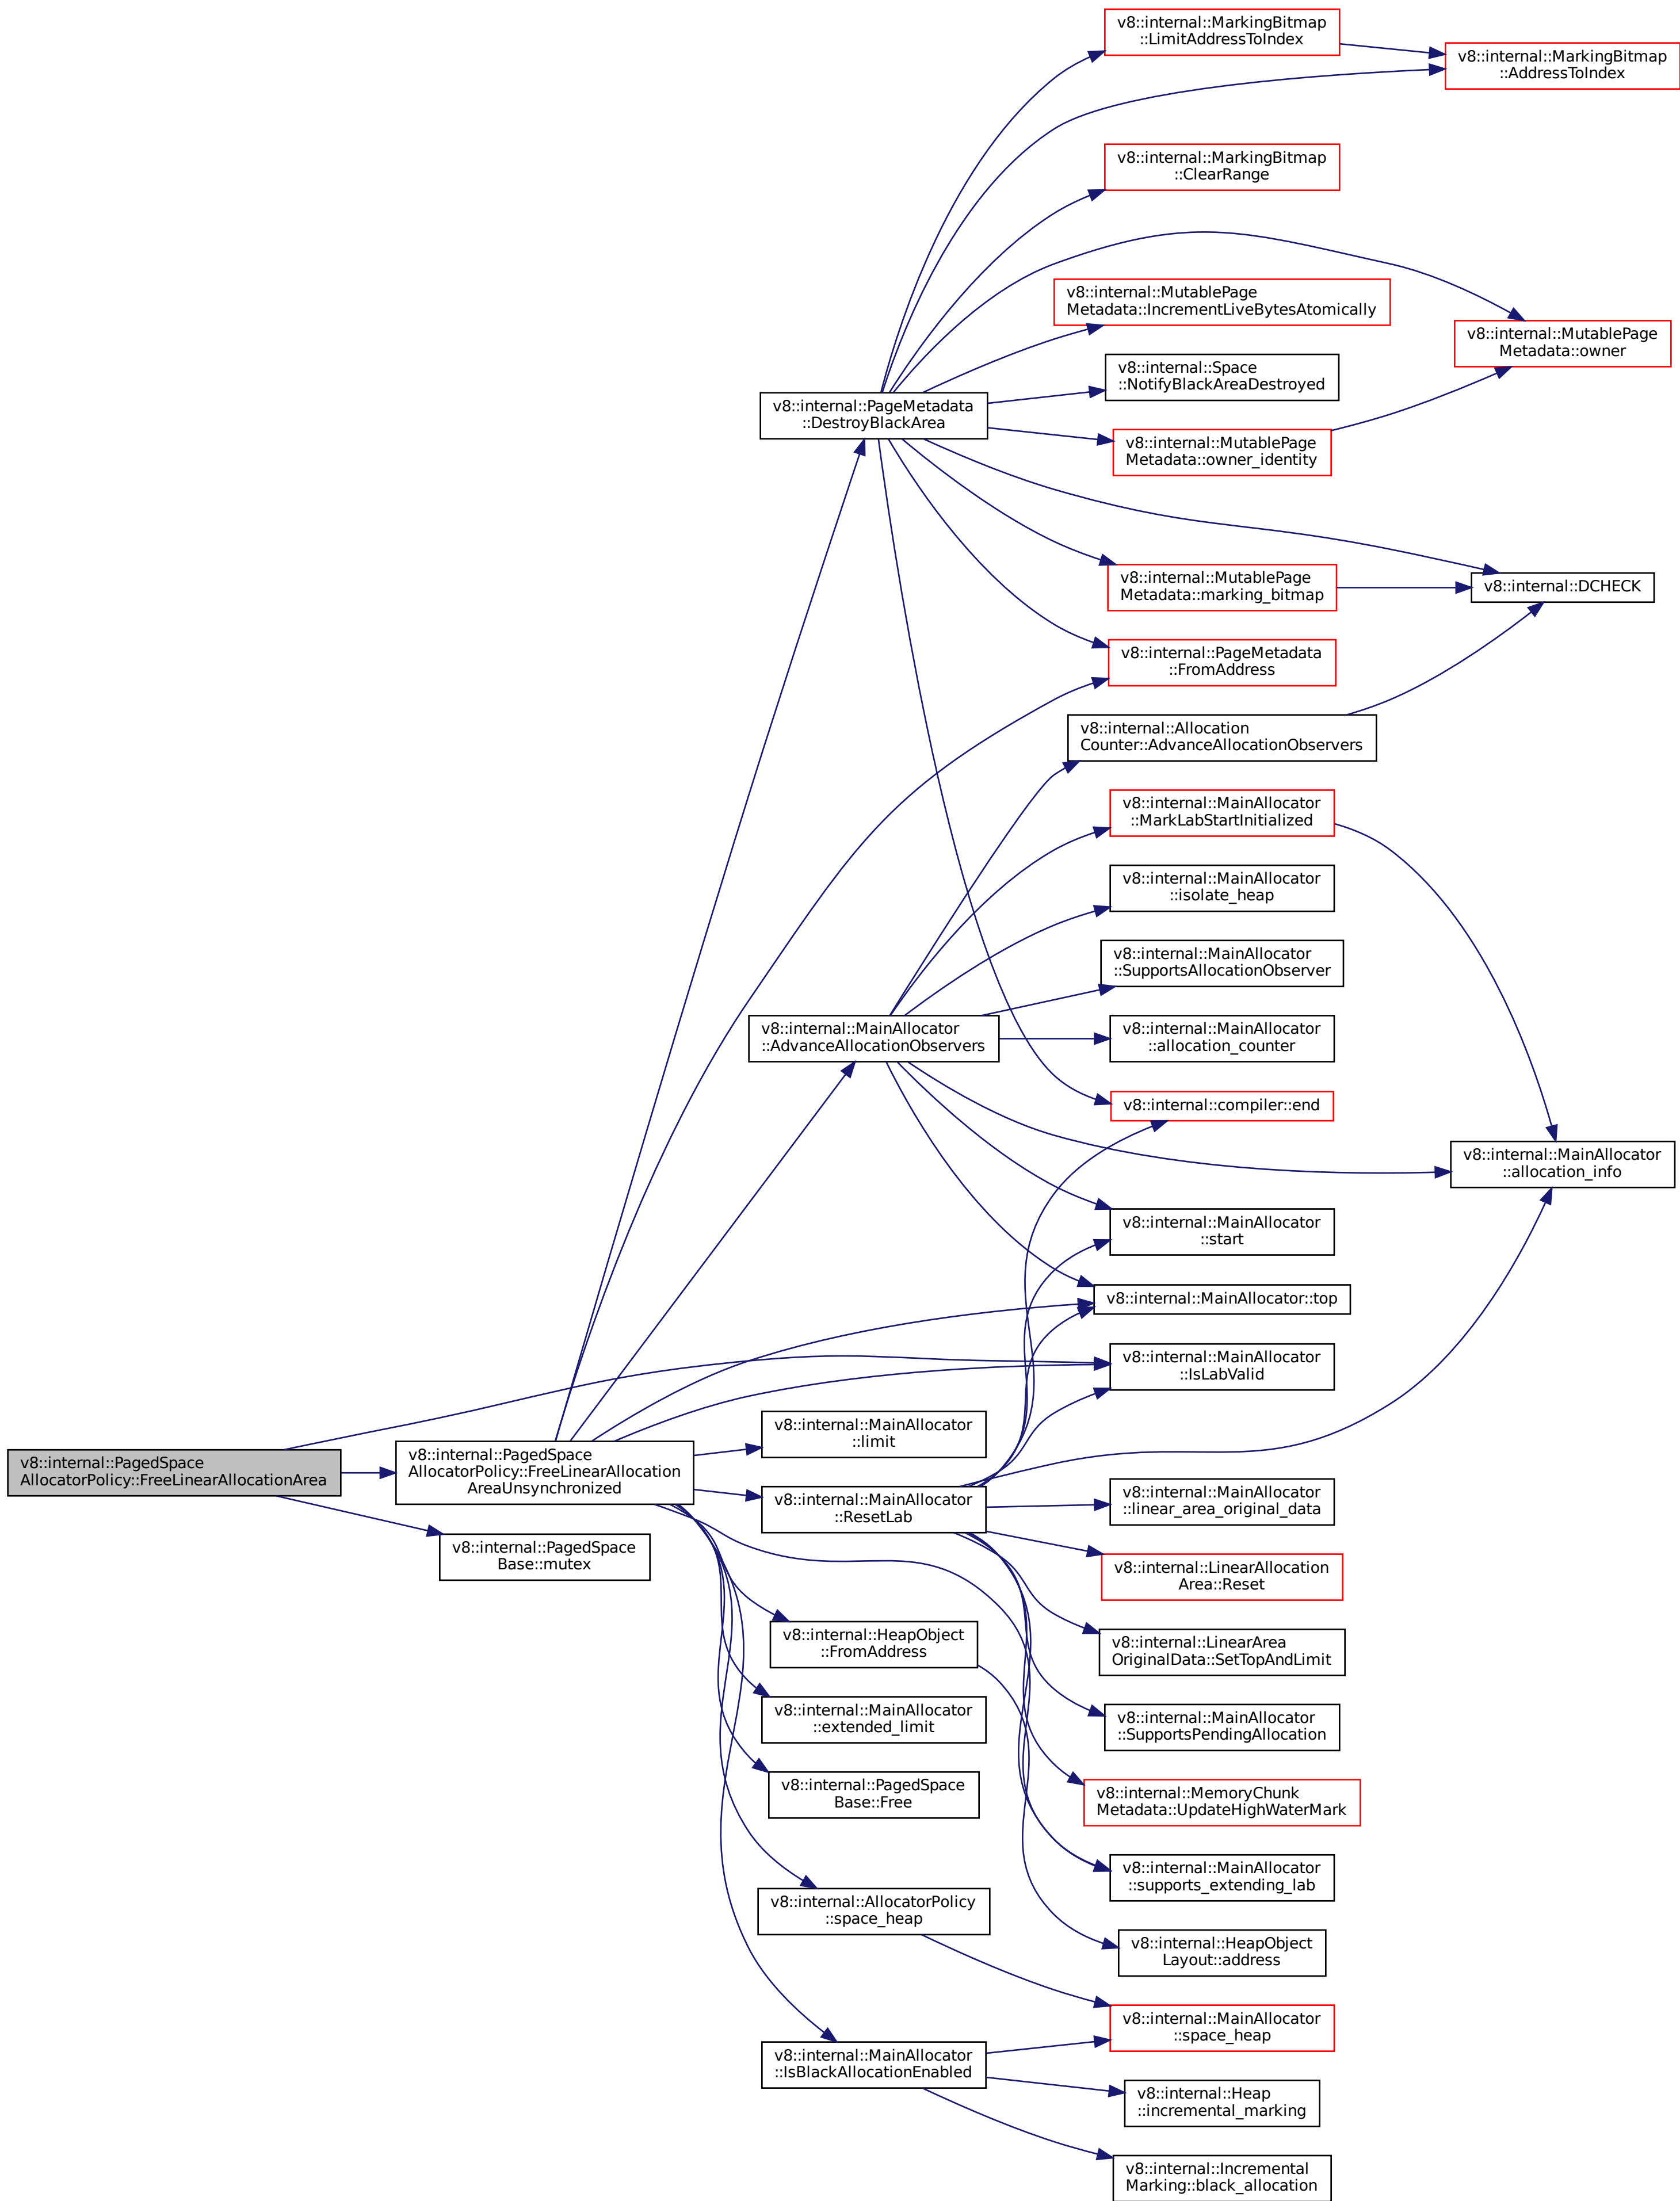 v8::internal::MarkingBitmap
::LimitAddressToIndex
v8::internal::MarkingBitmap
::AddressToIndex
v8::internal::MarkingBitmap
::ClearRange
v8::internal::MutablePage
Metadata::IncrementLiveBytesAtomically
v8::internal::MutablePage
Metadata::owner
v8::internal::Space
::NotifyBlackAreaDestroyed
v8::internal::PageMetadata
::DestroyBlackArea
v8::internal::MutablePage
Metadata::owner_identity
v8::internal::MutablePage
Metadata::marking_bitmap
v8::internal::DCHECK
v8::internal::PageMetadata
::FromAddress
v8::internal::Allocation
Counter::AdvanceAllocationObservers
v8::internal::MainAllocator
::MarkLabStartInitialized
v8::internal::MainAllocator
::isolate_heap
v8::internal::MainAllocator
::SupportsAllocationObserver
v8::internal::MainAllocator
::AdvanceAllocationObservers
v8::internal::MainAllocator
::allocation_counter
v8::internal::compiler::end
v8::internal::MainAllocator
::allocation_info
v8::internal::MainAllocator
::start
v8::internal::MainAllocator::top
v8::internal::MainAllocator
::IsLabValid
v8::internal::MainAllocator
::limit
v8::internal::PagedSpace
AllocatorPolicy::FreeLinearAllocationArea
v8::internal::PagedSpace
AllocatorPolicy::FreeLinearAllocation
AreaUnsynchronized
v8::internal::MainAllocator
::ResetLab
v8::internal::MainAllocator
::linear_area_original_data
v8::internal::PagedSpace
Base::mutex
v8::internal::LinearAllocation
Area::Reset
v8::internal::HeapObject
::FromAddress
v8::internal::LinearArea
OriginalData::SetTopAndLimit
v8::internal::MainAllocator
::extended_limit
v8::internal::MainAllocator
::SupportsPendingAllocation
v8::internal::PagedSpace
Base::Free
v8::internal::MemoryChunk
Metadata::UpdateHighWaterMark
v8::internal::MainAllocator
::supports_extending_lab
v8::internal::AllocatorPolicy
::space_heap
v8::internal::HeapObject
Layout::address
v8::internal::MainAllocator
::space_heap
v8::internal::MainAllocator
::IsBlackAllocationEnabled
v8::internal::Heap
::incremental_marking
v8::internal::Incremental
Marking::black_allocation